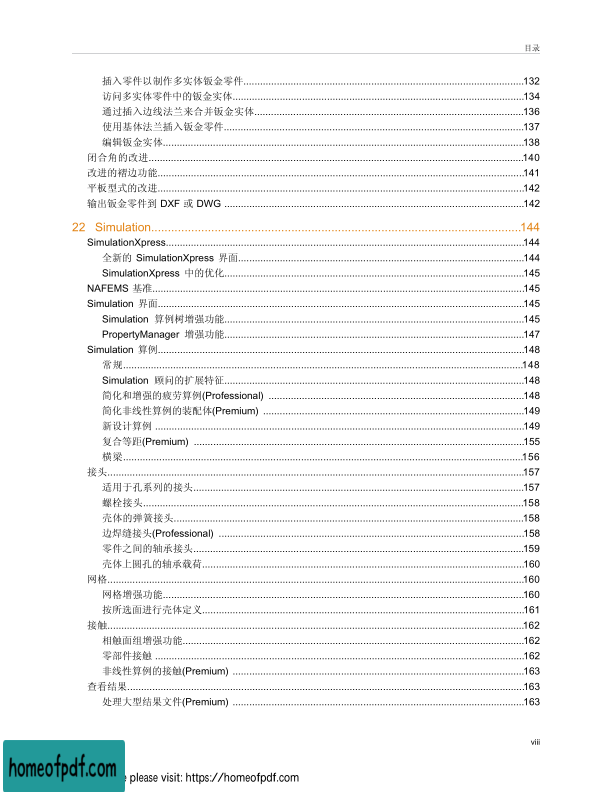 目录
插入零件以制作多实体钣金零件.....132
访问多实体零件中的钣金实体.....134
通过插入边线法兰来合并钣金实体.....136
使用基体法兰插入钣金零件.....137
编辑钣金实体.....138
闭合角的改进.....140
改进的褶边功能.....141
平板型式的改进.....142
输出钣金零件到 DXF 或 DWG .....142
22 Simulation.....144
SimulationXpress.....144
全新的 SimulationXpress 界面.....144
SimulationXpress 中的优化.....145
NAFEMS 基准.....145
Simulation 界面.....145
Simulation 算例树增强功能.....145
PropertyManager 增强功能.....147
Simulation 算例.....148
常规.....148
Simulation 顾问的扩展特征.....148
简化和增强的疲劳算例(Professional) .....148
简化非线性算例的装配体(Premium) .....149
新设计算例 .....149
复合等距(Premium) .....155
横梁.....156
接头.....157
适用于孔系列的接头.....157
螺栓接头.....158
壳体的弹簧接头.....158
边焊缝接头(Professional) .....158
零件之间的轴承接头.....159
壳体上圆孔的轴承载荷.....160
网格.....160
网格增强功能.....160
按所选面进行壳体定义.....161
接触.....162
相触面组增强功能.....162
零部件接触 .....162
非线性算例的接触(Premium) .....163
查看结果.....163
处理大型结果文件(Premium) .....163
viii
homeofpdf.com
please visit: https://homeofpdf.com